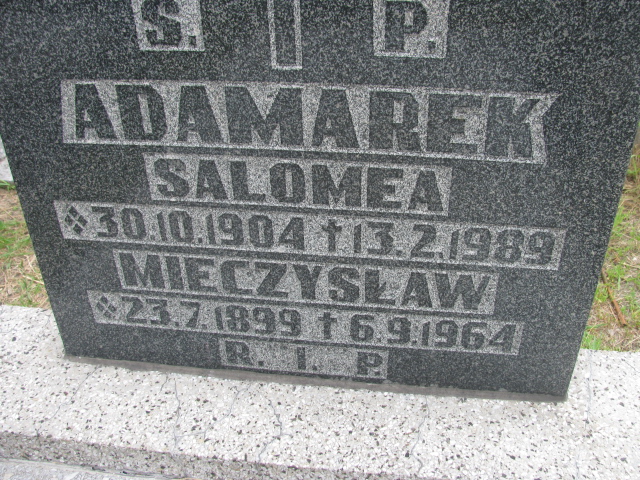 S. P.
ADAMAREK
SALOMEA
30.10.1904 † 13.2.1989
MIECZYSŁAW
23.7.1899 † 6.9.1964
R. I. P.